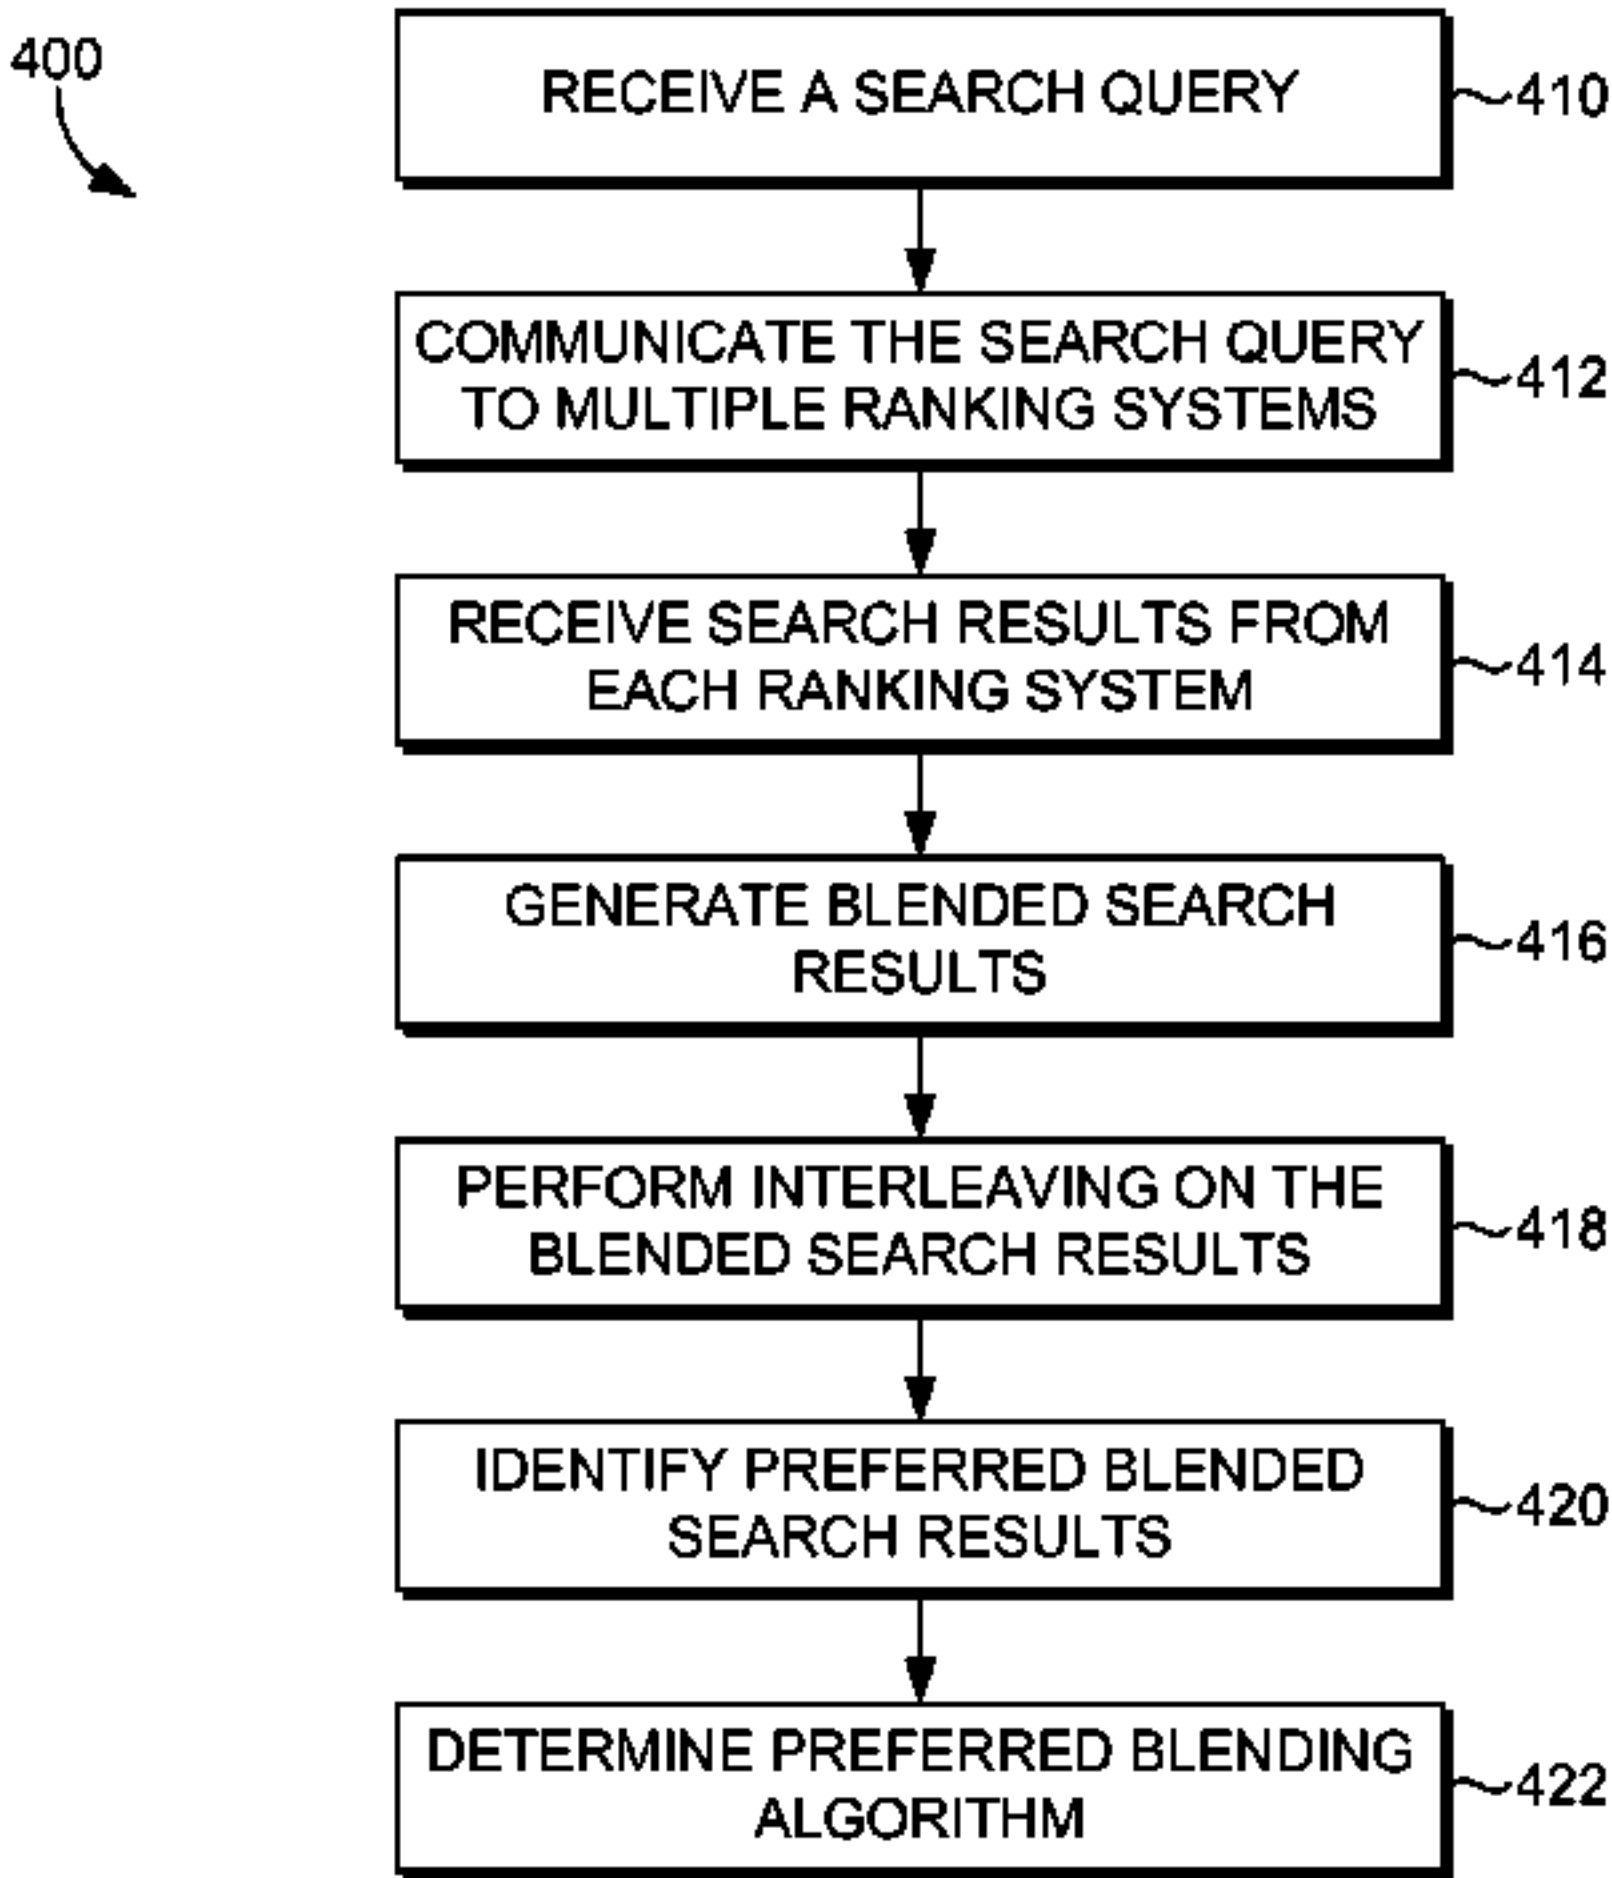 400
RECEIVE A SEARCH QUERY
410
COMMUNICATE THE SEARCH QUERY
TO MULTIPLE RANKING SYSTEMS
412
RECEIVE SEARCH RESULTS FROM
EACH RANKING SYSTEM
414
GENERATE BLENDED SEARCH
RESULTS
416
PERFORM INTERLEAVING ON THE
BLENDED SEARCH RESULTS
418
IDENTIFY PREFERRED BLENDED
SEARCH RESULTS
420
DETERMINE PREFERRED BLENDING
ALGORITHM
422